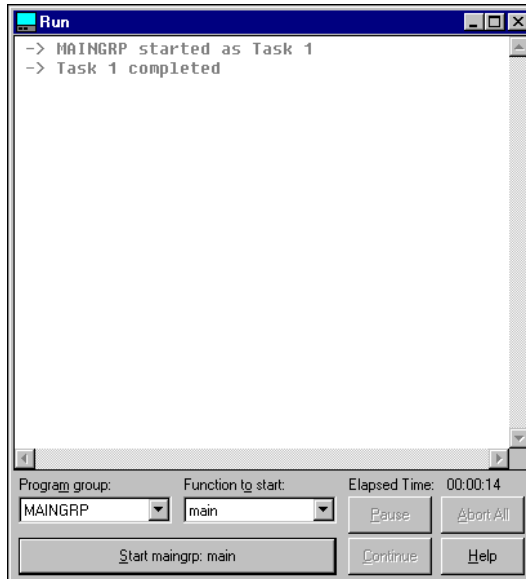 Run
-> MAINGRP started as Task 1
-> Task 1 completed
Program group: Function to start: Elapsed Time: 00:00:14
MAINGRP main Pause Abort All
Start maingrp: main Continue Help